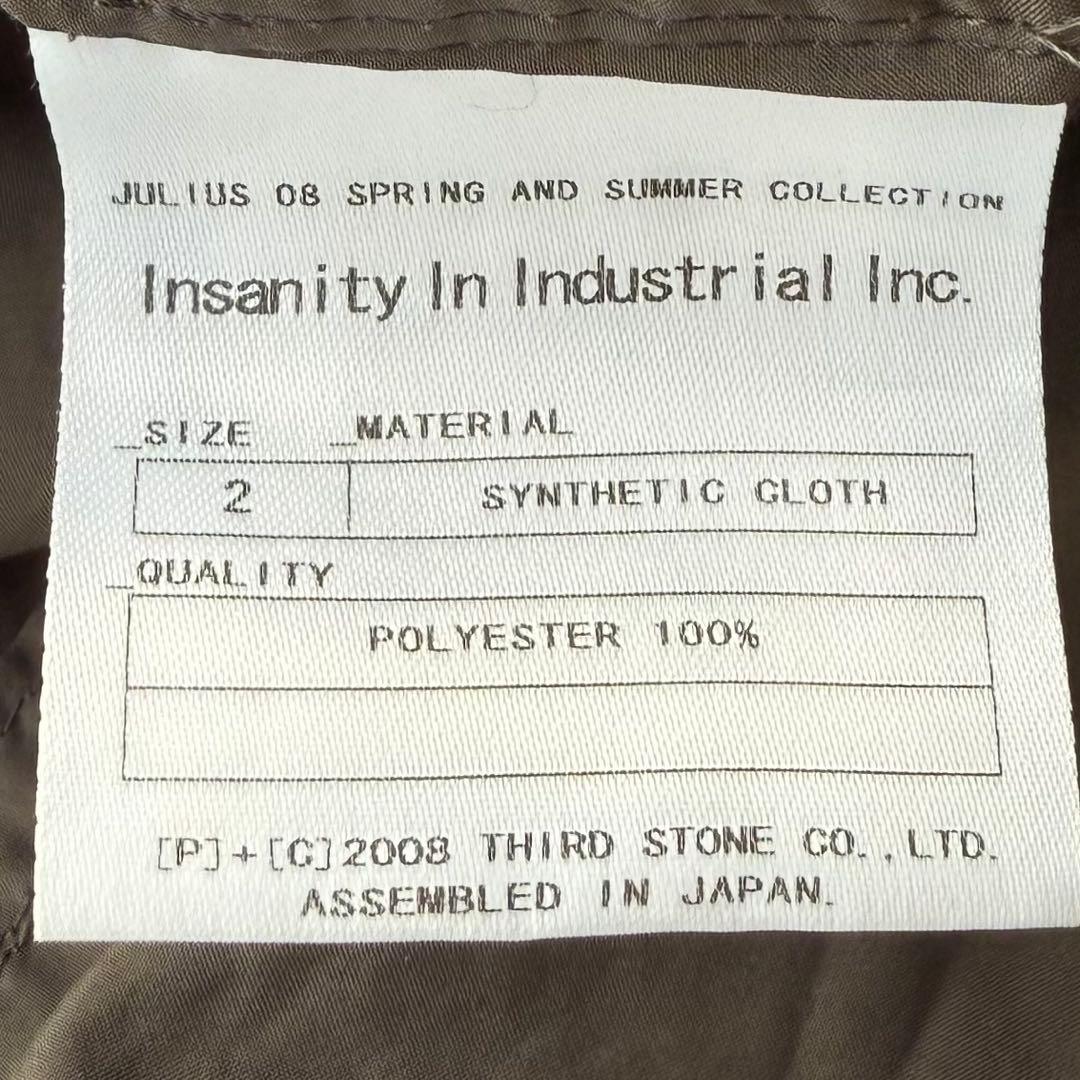 JULIUS 08 SPRING AND SUMMER COLLECTION
Insanity In Industrial Inc.
_SIZE _MATERIAL
2 SYNTHETIC CLOTH
_QUALITY
POLYESTER 100%
[P]+[C]2008 THIRD STONE CO.,LTD.
ASSEMBLED IN JAPAN.